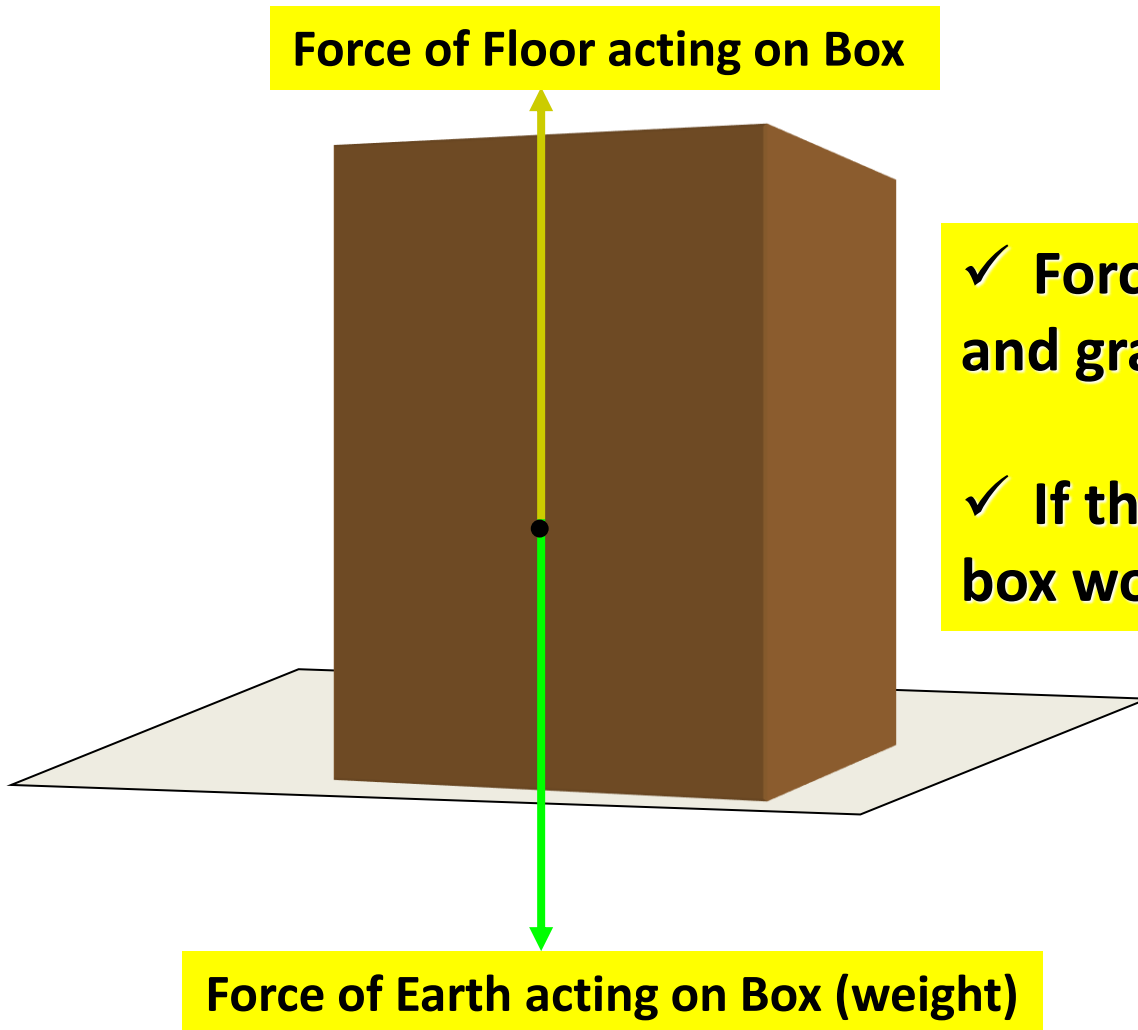 Force of Floor acting on Box
✓ Forc
and gra
✓ If th
box wo
Force of Earth acting on Box (weight)